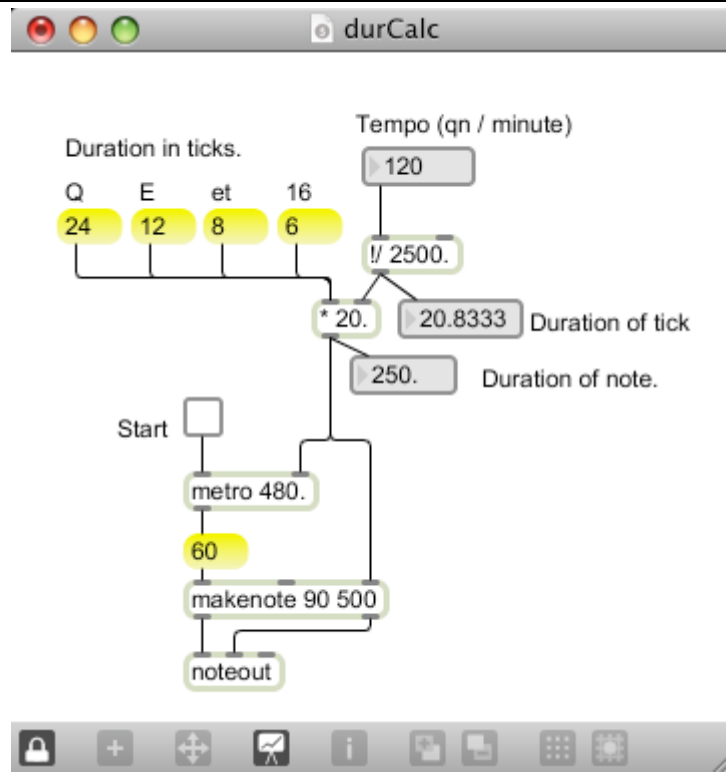 durCalc
Tempo (qn / minute)
Duration in ticks.
120
Q E et 16
24 12 8 6
!/ 2500.
* 20. 20.8333 Duration of tick
250. Duration of note.
Start
metro 480.
60
makenote 90 500
noteout